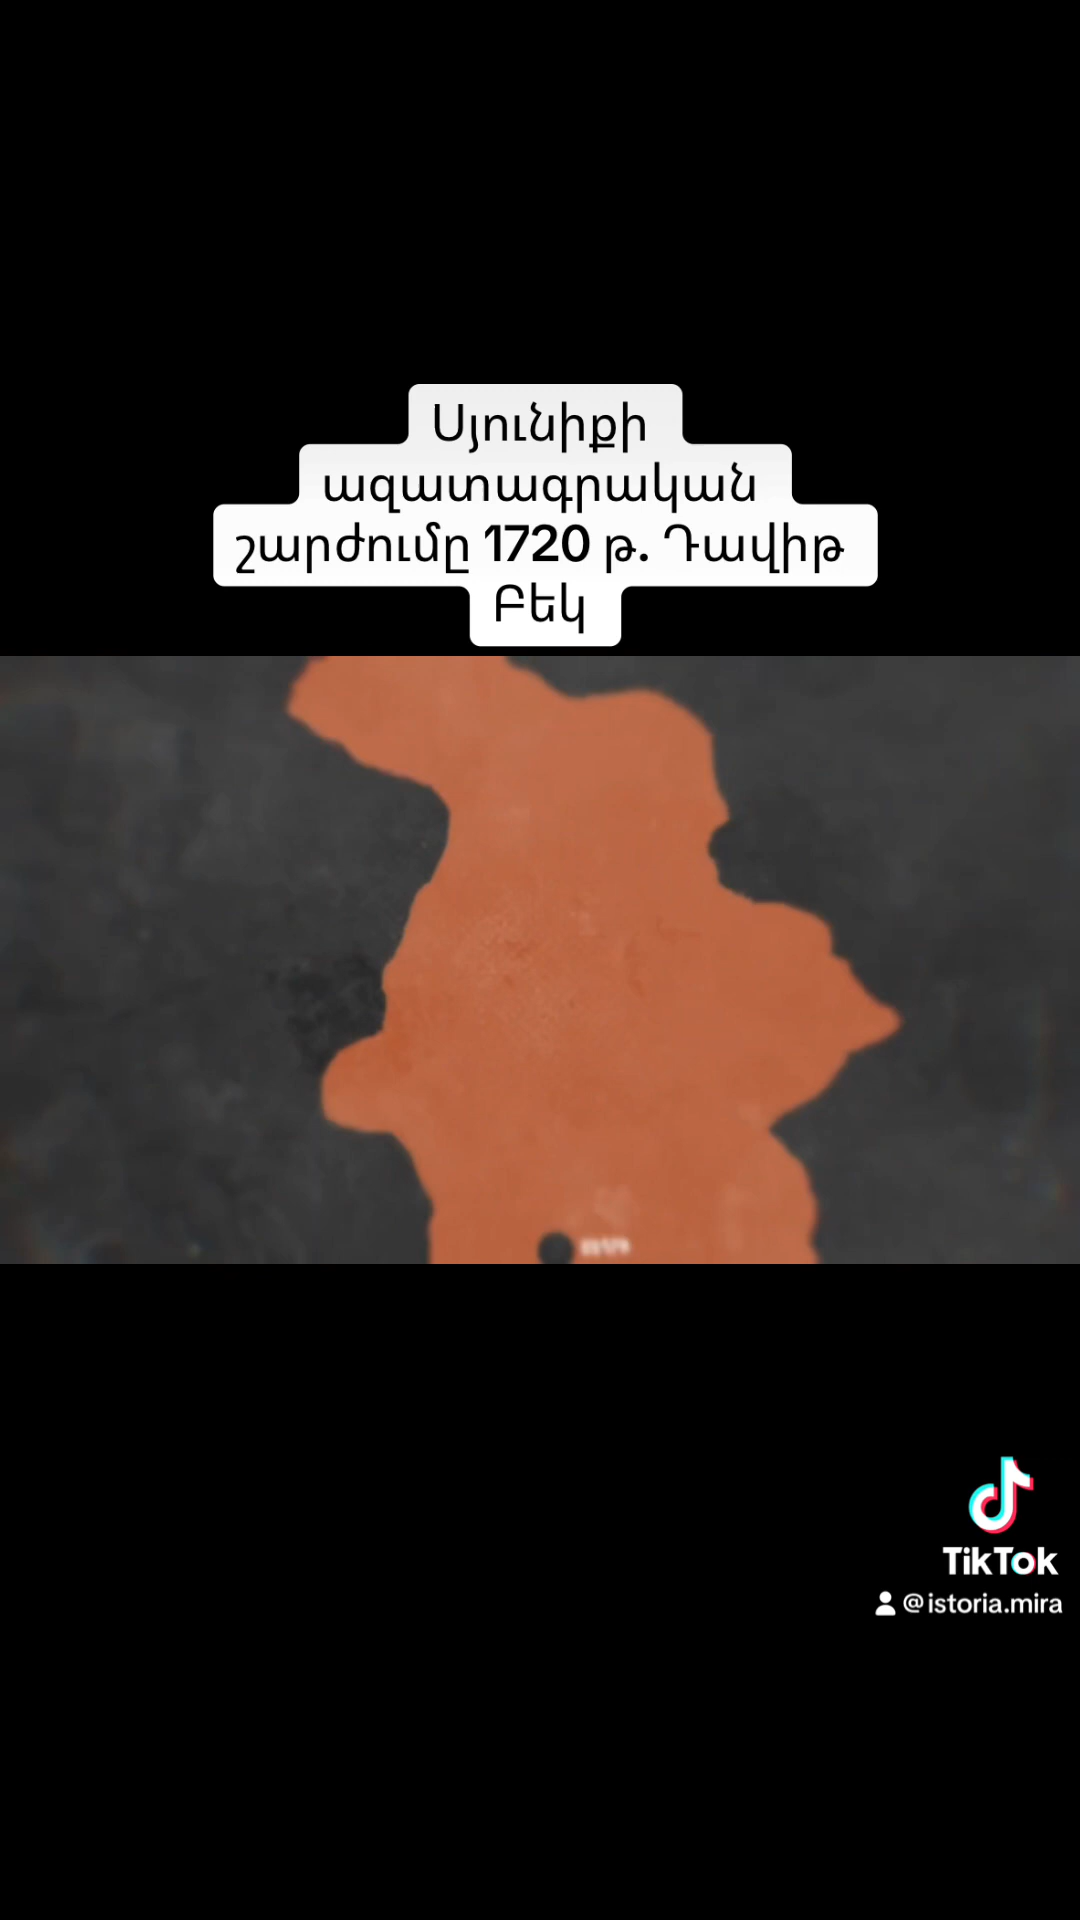 Սյունիքի
ազատագրական
շարժումը 1720 թ. Դավիթ
Բեկ
TikTok
@istoria.mira